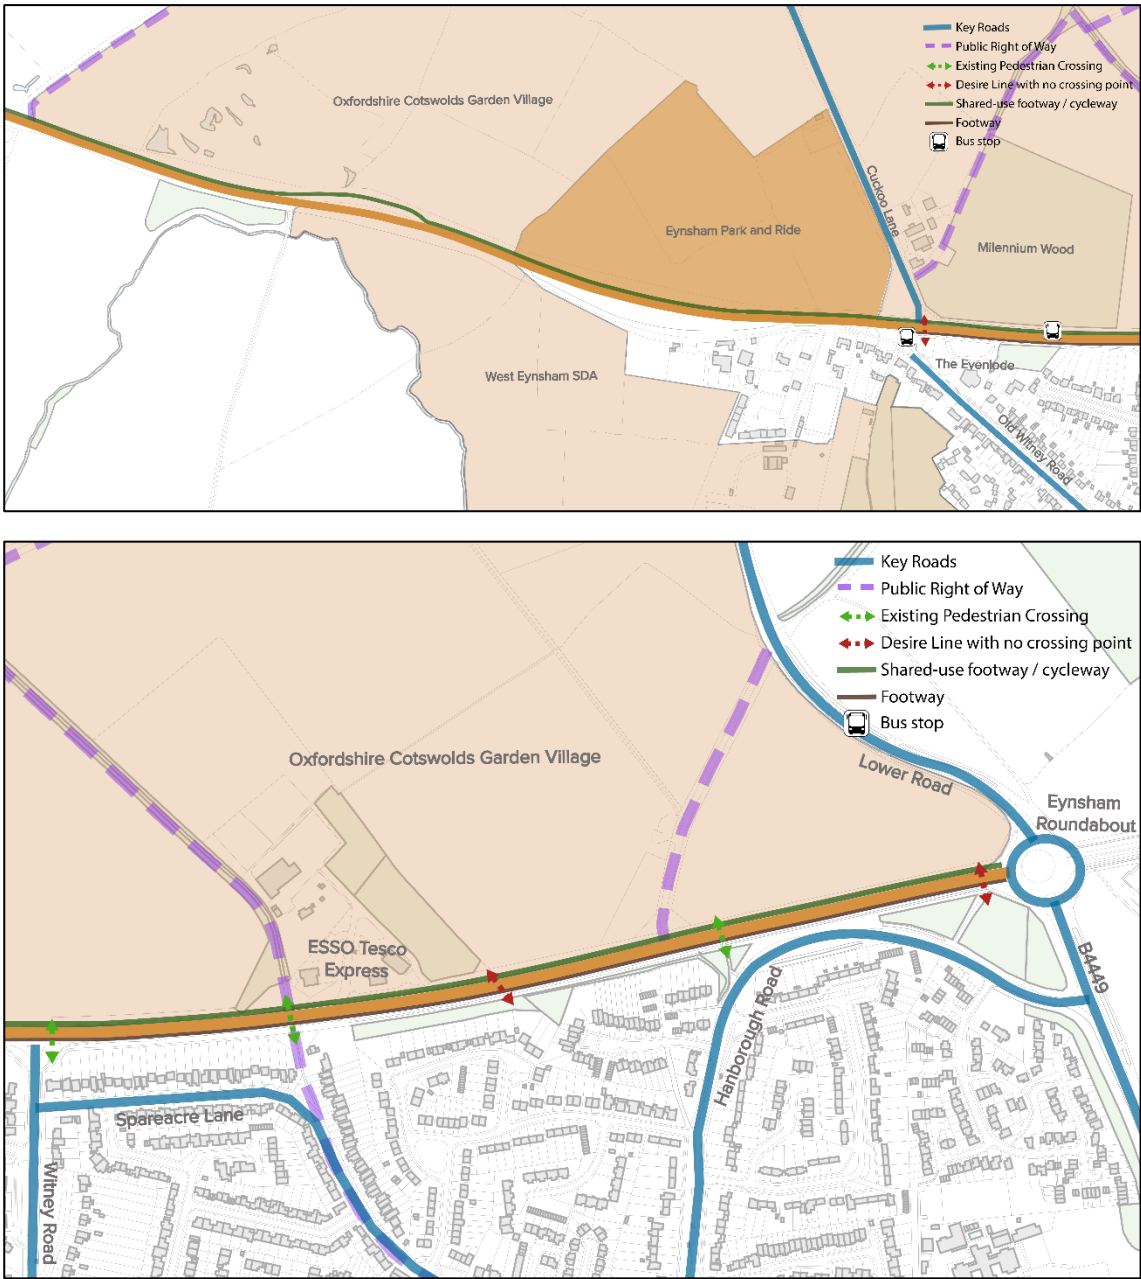 Key Roads
Public Right of Way
Existing Pedestrian Crossing
Desire Line with no crossing point
Shared-use footway / cycleway
Footway
Bus stop
Oxfordshire Cotswolds Garden Village
Cuckoo Lane
Eynsham Park and Ride
Milennium Wood
West Eynsham SDA
The Evenlode
Old Witney Road
Key Roads
Public Right of Way
Existing Pedestrian Crossing
Desire Line with no crossing point
Shared-use footway / cycleway
Footway
Bus stop
Oxfordshire Cotswolds Garden Village
Lower Road
Eynsham
Roundabout
ESSO Tesco
Express
B4449
Hanborough Road
Spareacre Lane
Witney Road